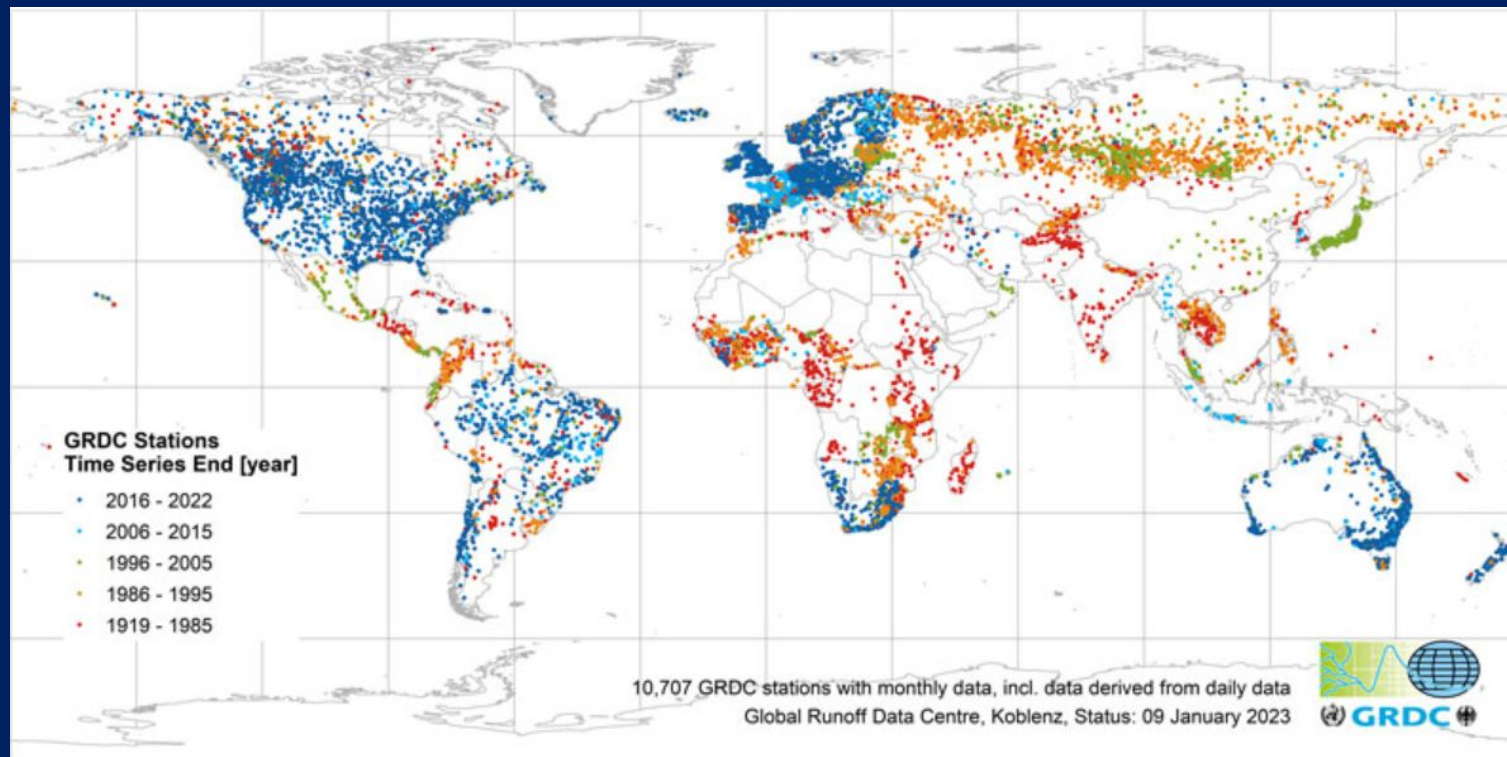 GRDC Stations
Time Series End [year]
2016 - 2022
2006 - 2015
1996 - 2005
1986 - 1995
1919 - 1985
10,707 GRDC stations with monthly data, incl. data derived from daily data
Global Runoff Data Centre, Koblenz, Status: 09 January 2023
GRDC